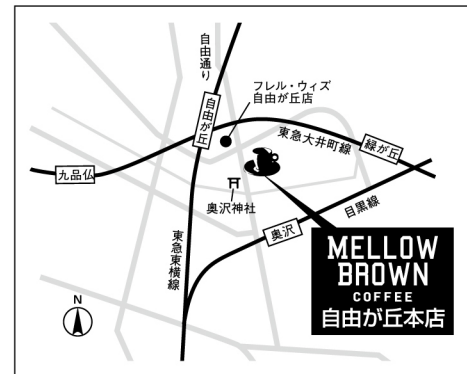 自由通り
フレル・ウィズ
自由が丘店
自由が丘
東急大井町線
緑が丘
九品仏
奥沢神社
目黒線
奥沢
東急東横線
MELLOW
BROWN
COFFEE
自由が丘本店
N